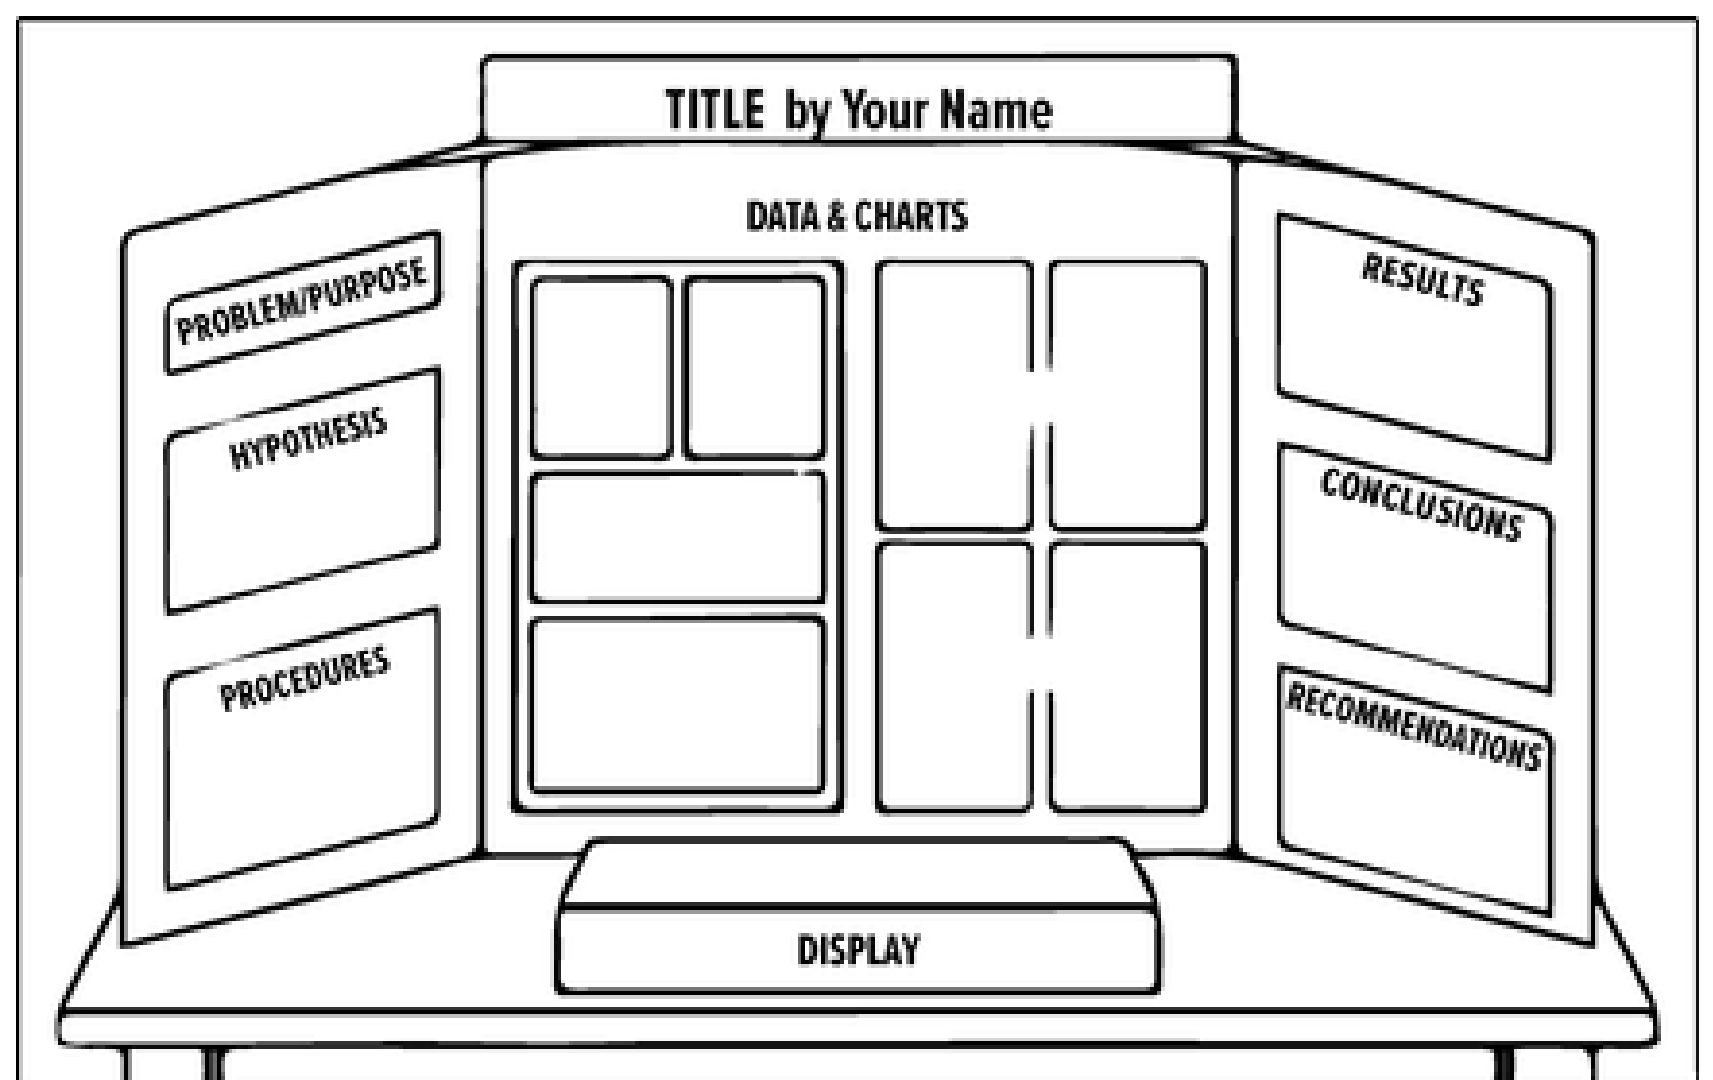 TITLE by Your Name
DATA & CHARTS
PROBLEM/PURPOSE
HYPOTHESIS
PROCEDURES
RESULTS
CONCLUSIONS
RECOMMENDATIONS
DISPLAY